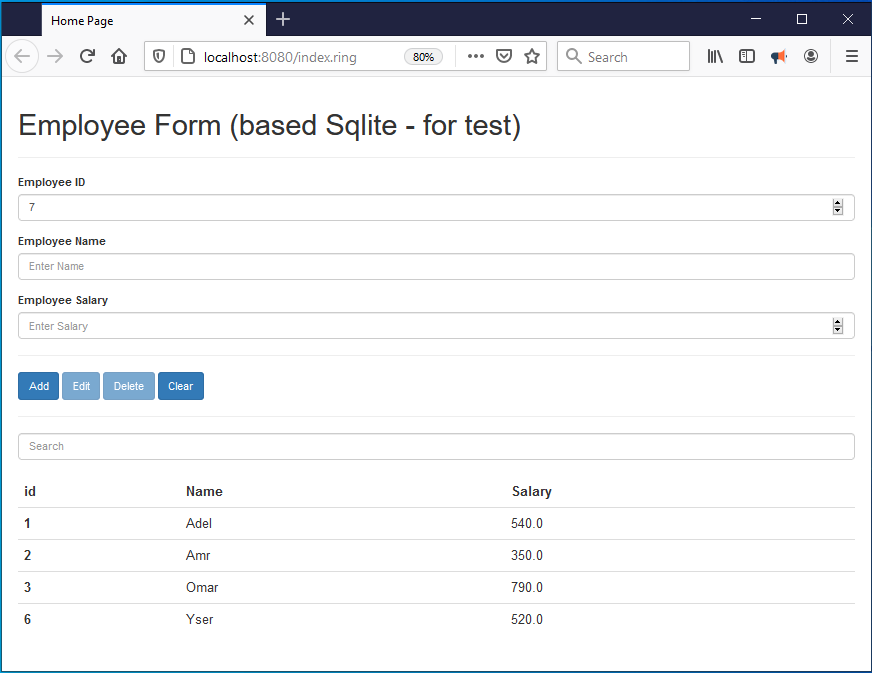 Home Page
localhost:8080/index.ring
80%
Search
Employee Form (based Sqlite - for test)
Employee ID
7
Employee Name
Enter Name
Employee Salary
Enter Salary
Add Edit Delete Clear
Search
id Name Salary
1 Adel 540.0
2 Amr 350.0
3 Omar 790.0
6 Yser 520.0